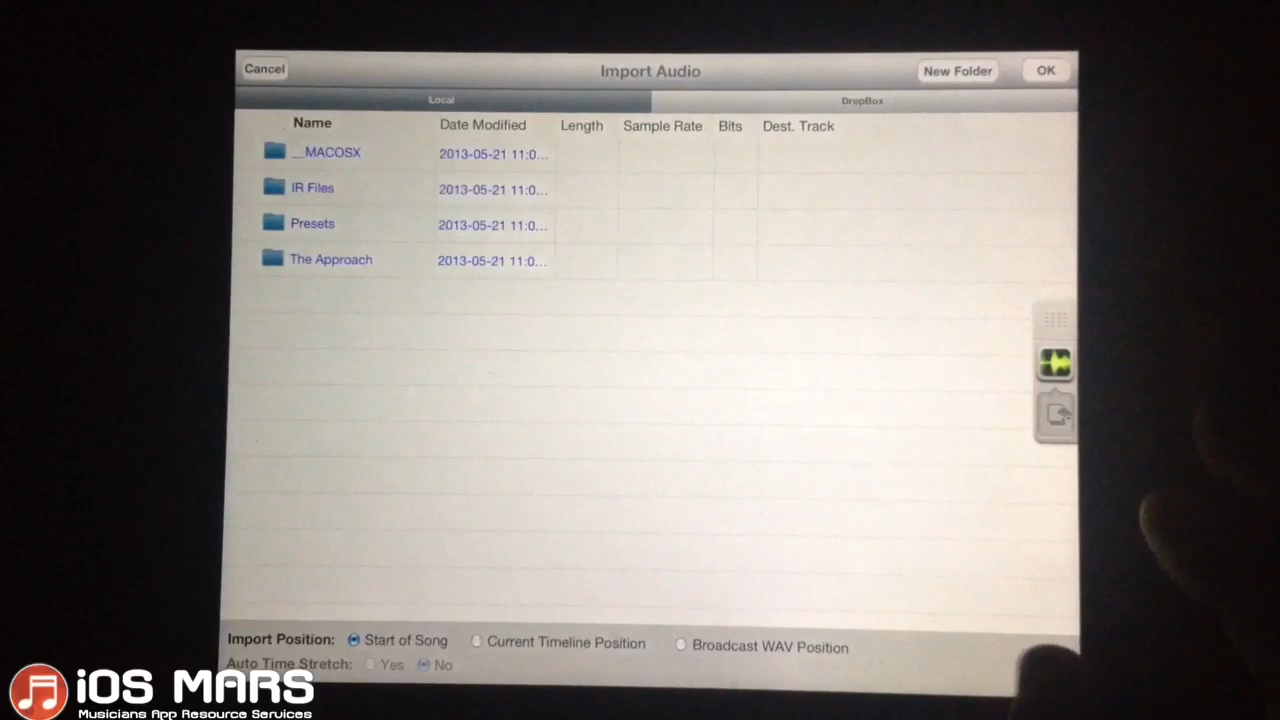 Cancel
Import Audio
New Folder
OK
Local
DropBox
Name Date Modified Length Sample Rate Bits Dest. Track
__MACOSX 2013-05-21 11:0...
IR Files 2013-05-21 11:0...
Presets 2013-05-21 11:0...
The Approach 2013-05-21 11:0...
Import Position: Start of Song Current Timeline Position Broadcast WAV Position
Auto Time Stretch: Yes No
iOS MARS
Musicians App Resource Services